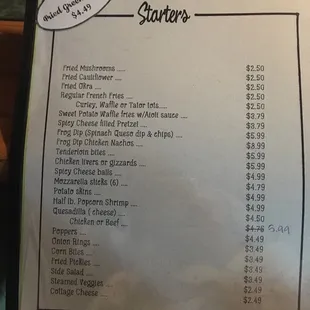 Fried Green
$4.49
Starters
Fried Mushrooms .... $2.50
Fried Cauliflower .... $2.50
Fried Okra .... $2.50
Regular French Fries .... $2.50
Curley, Waffle or Tator tots.... $2.50
Sweet Potato Waffle fries w/Aioli sauce .... $3.79
Spicy Cheese filled Pretzel .... $3.79
Frog Dip (Spinach Queso dip & chips) .... $5.99
Frog Dip Chicken Nachos .... $8.99
Tenderloin bites .... $5.99
Chicken livers or gizzards .... $5.99
Spicy Cheese balls .... $4.99
Mozzarella sticks (6) .... $4.79
Potato skins .... $4.99
Half lb. Popcorn Shrimp .... $4.99
Quesadilla ( cheese) .... $4.50
Chicken or Beef .... 5.99
Poppers .... $4.49
Onion Rings .... $3.49
Corn Bites .... $3.49
Fried Pickles .... $3.49
Side Salad .... $3.49
Steamed Veggies .... $2.49
Cottage Cheese .... $2.49